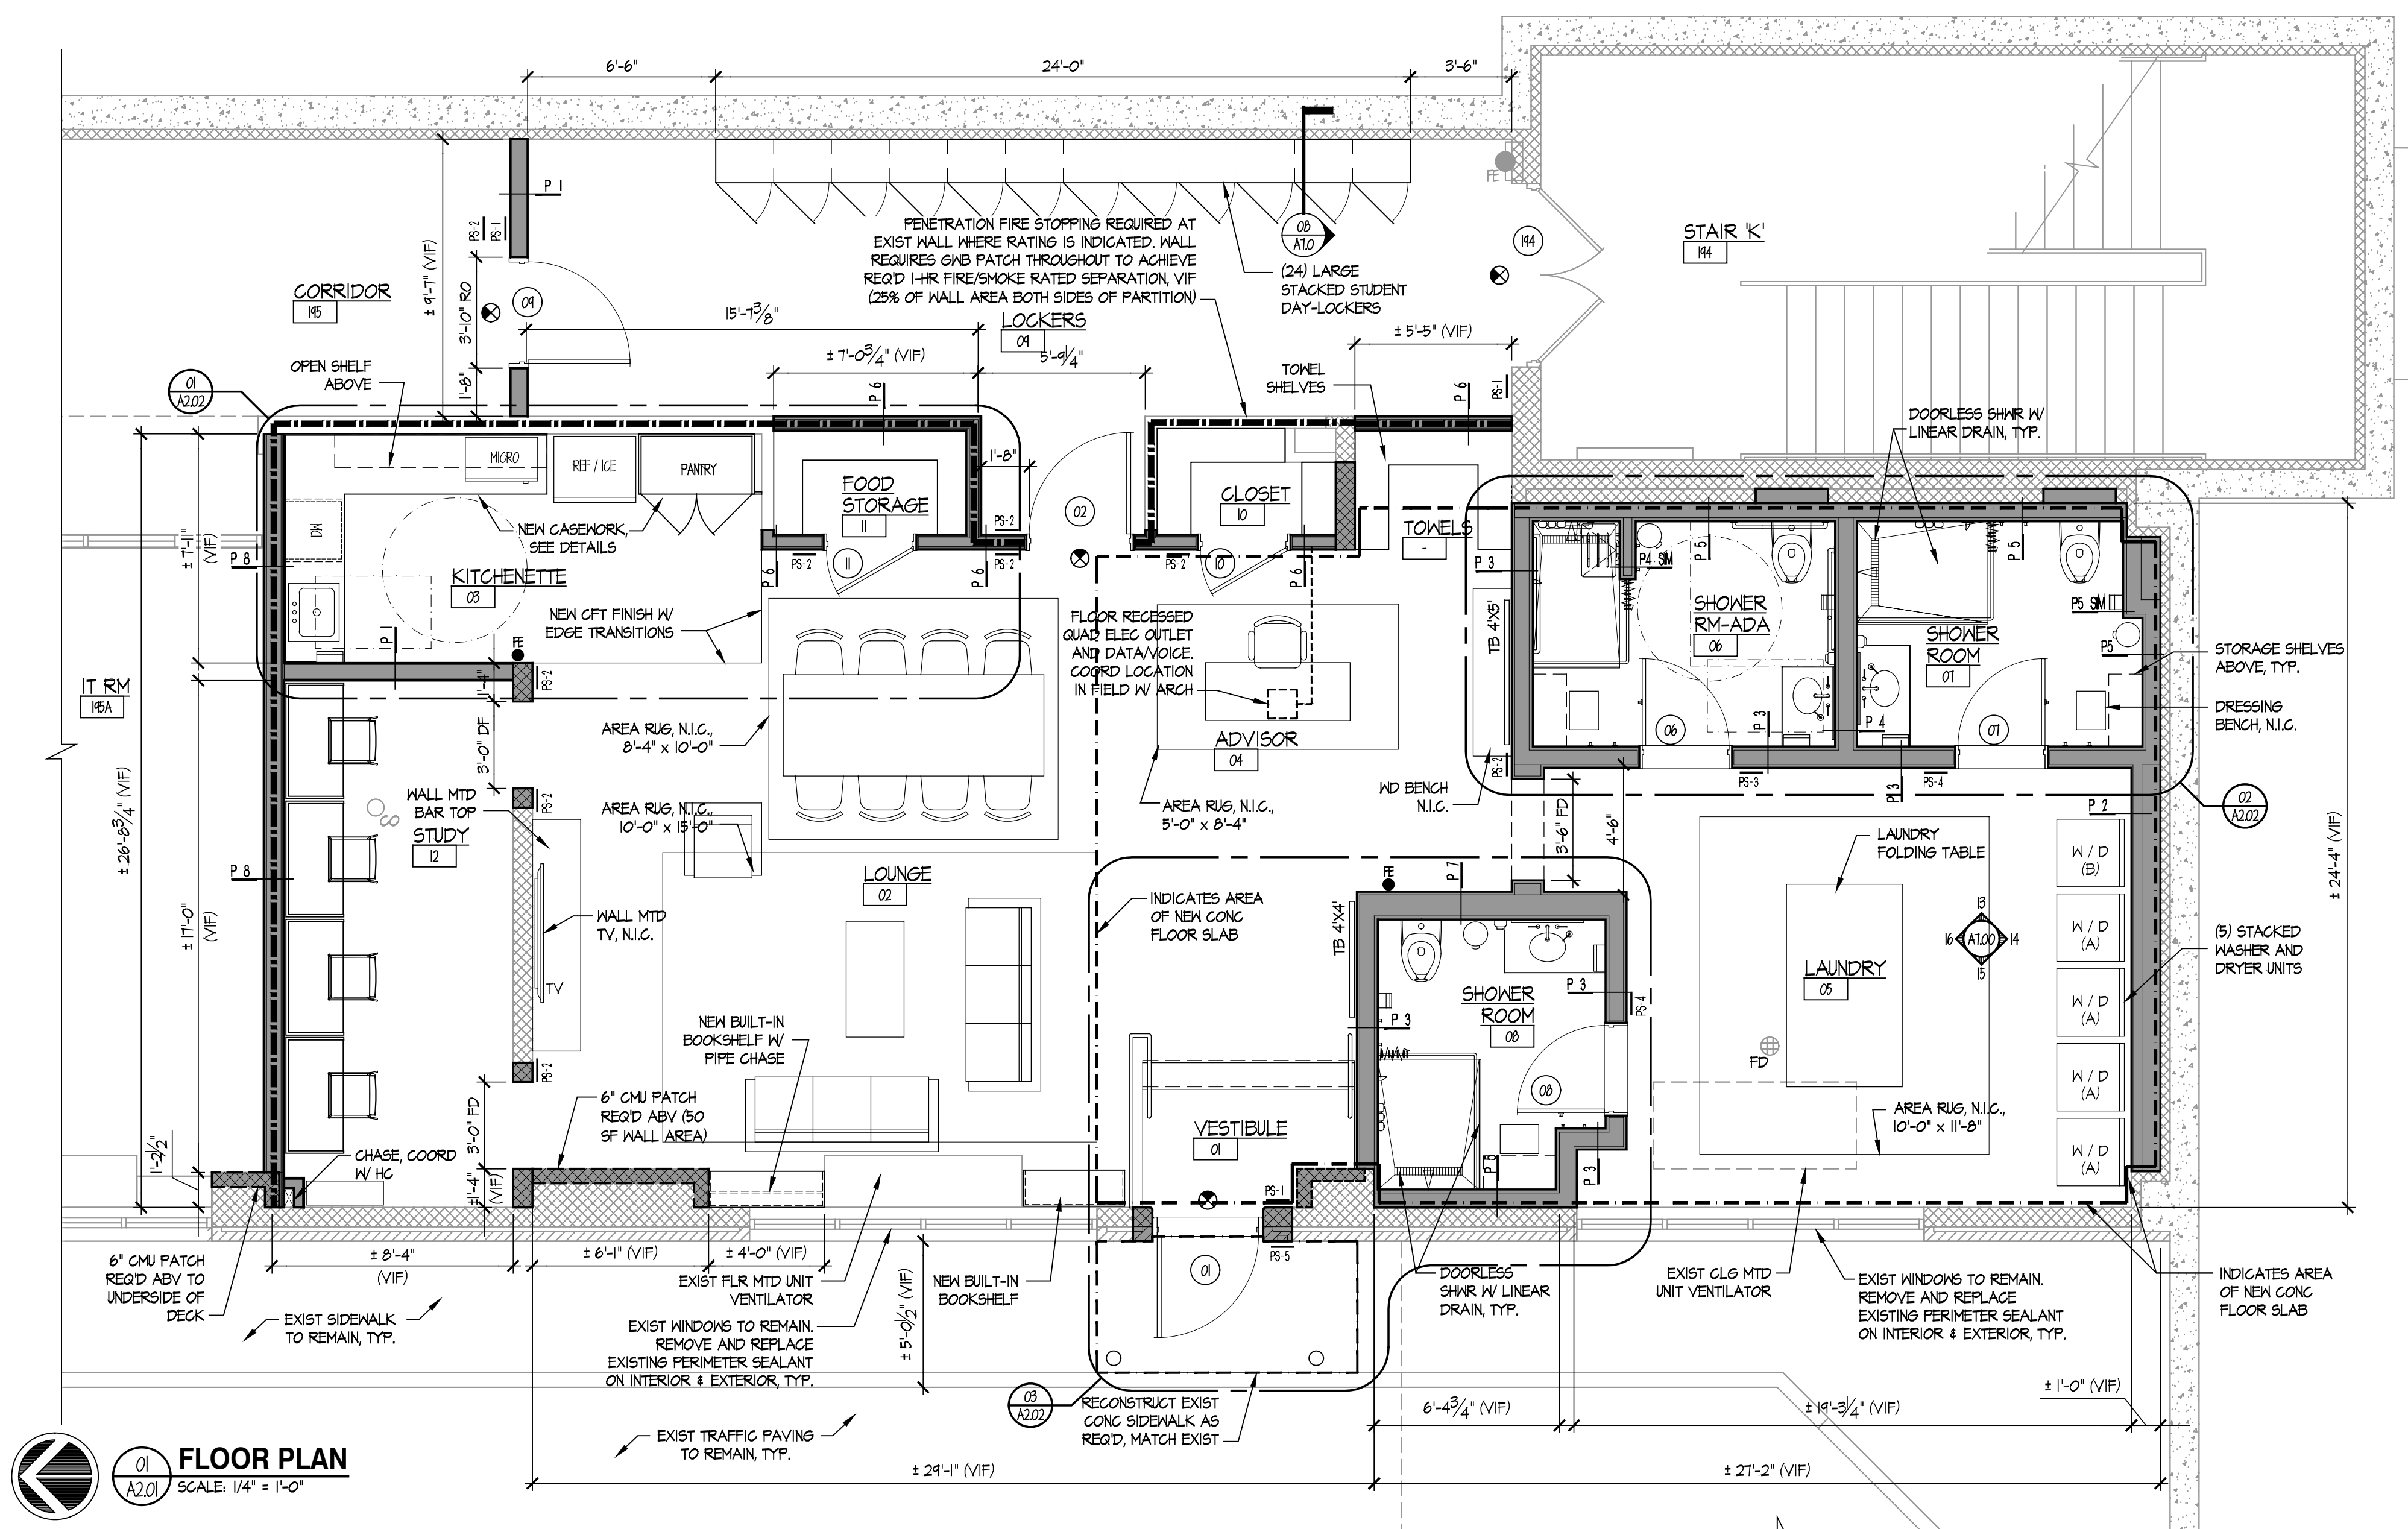 6'-6"
24'-0"
3'-6"
P 1
PS-2
PS-1
± 9'-7" (VIF)
3'-10" RO
1'-8"
CORRIDOR
195
09
PENETRATION FIRE STOPPING REQUIRED AT
EXIST WALL WHERE RATING IS INDICATED. WALL
REQUIRES GWB PATCH THROUGHOUT TO ACHIEVE
REQ'D 1-HR FIRE/SMOKE RATED SEPARATION, VIF
(25% OF WALL AREA BOTH SIDES OF PARTITION)
08
A7.0
(24) LARGE
STACKED STUDENT
DAY-LOCKERS
FE
194
STAIR 'K'
194
15'-7 3/8"
LOCKERS
09
± 7'-0 3/4" (VIF)
5'-9 1/4"
± 5'-5" (VIF)
OPEN SHELF
ABOVE
01
A2.02
TOWEL
SHELVES
P 6
P 6
PS-1
DOORLESS SHWR W/
LINEAR DRAIN, TYP.
MICRO
REF / ICE
PANTRY
1'-8"
FOOD
STORAGE
11
CLOSET
10
TOWELS
-
02
DW
NEW CASEWORK,
SEE DETAILS
± 7'-11"
(VIF)
P 8
KITCHENETTE
03
PS-2
PS-2
PS-2
PS-2
11
10
P 6
P 6
P 6
P 3
P4 SIM
P 5
P 5
P5 SIM
P5
NEW CFT FINISH W/
EDGE TRANSITIONS
P 1
FE
PS-2
FLOOR RECESSED
QUAD ELEC OUTLET
AND DATA/VOICE.
COORD LOCATION
IN FIELD W/ ARCH
TB 4'X5'
SHOWER
RM-ADA
06
SHOWER
ROOM
07
STORAGE SHELVES
ABOVE, TYP.
DRESSING
BENCH, N.I.C.
IT RM
195A
1'-4"
3'-0" DF
AREA RUG, N.I.C.,
8'-4" x 10'-0"
ADVISOR
04
06
P 3
P 4
07
PS-2
PS-3
P 3
PS-4
WD BENCH
N.I.C.
AREA RUG, N.I.C.,
5'-0" x 8'-4"
WALL MTD
BAR TOP
PS-2
AREA RUG, N.I.C.,
10'-0" x 15'-0"
± 26'-8 3/4" (VIF)
STUDY
12
P 8
3'-6" FD
4'-6"
P 2
02
A2.02
LAUNDRY
FOLDING TABLE
W / D
(B)
± 24'-4" (VIF)
LOUNGE
02
FE
P 7
INDICATES AREA
OF NEW CONC
FLOOR SLAB
TB 4'X4'
WALL MTD
TV, N.I.C.
TV
± 17'-0"
(VIF)
13
16
A7.00
14
15
W / D
(A)
(5) STACKED
WASHER AND
DRYER UNITS
LAUNDRY
05
SHOWER
ROOM
08
P 3
PS-4
P 3
W / D
(A)
NEW BUILT-IN
BOOKSHELF W/
PIPE CHASE
FD
W / D
(A)
08
PS-2
6" CMU PATCH
REQ'D ABV (50
SF WALL AREA)
3'-0" FD
VESTIBULE
01
AREA RUG, N.I.C.,
10'-0" x 11'-8"
W / D
(A)
1'-2 1/2"
CHASE, COORD
W/ HC
±1'-4"
(VIF)
P 5
P 3
PS-1
PS-5
6" CMU PATCH
REQ'D ABV TO
UNDERSIDE OF
DECK
± 8'-4"
(VIF)
± 6'-1" (VIF)
± 4'-0" (VIF)
EXIST FLR MTD UNIT
VENTILATOR
NEW BUILT-IN
BOOKSHELF
01
DOORLESS
SHWR W/ LINEAR
DRAIN, TYP.
EXIST CLG MTD
UNIT VENTILATOR
EXIST WINDOWS TO REMAIN.
REMOVE AND REPLACE
EXISTING PERIMETER SEALANT
ON INTERIOR & EXTERIOR, TYP.
INDICATES AREA
OF NEW CONC
FLOOR SLAB
EXIST SIDEWALK
TO REMAIN, TYP.
EXIST WINDOWS TO REMAIN.
REMOVE AND REPLACE
EXISTING PERIMETER SEALANT
ON INTERIOR & EXTERIOR, TYP.
± 5'-0 1/2" (VIF)
03
A2.02
RECONSTRUCT EXIST
CONC SIDEWALK AS
REQ'D, MATCH EXIST
6'-4 3/4" (VIF)
± 19'-3 1/4" (VIF)
± 1'-0" (VIF)
EXIST TRAFFIC PAVING
TO REMAIN, TYP.
± 29'-1" (VIF)
± 27'-2" (VIF)
01
A2.01
FLOOR PLAN
SCALE: 1/4" = 1'-0"